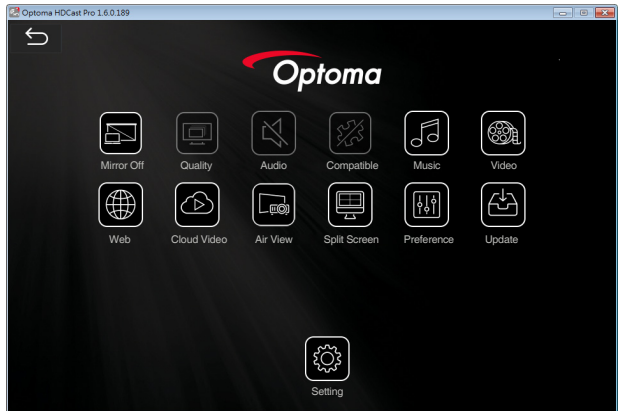 Optoma HDCast Pro 1.6.0.189
Optoma
Mirror Off Quality Audio Compatible Music Video
Web Cloud Video Air View Split Screen Preference Update
Setting